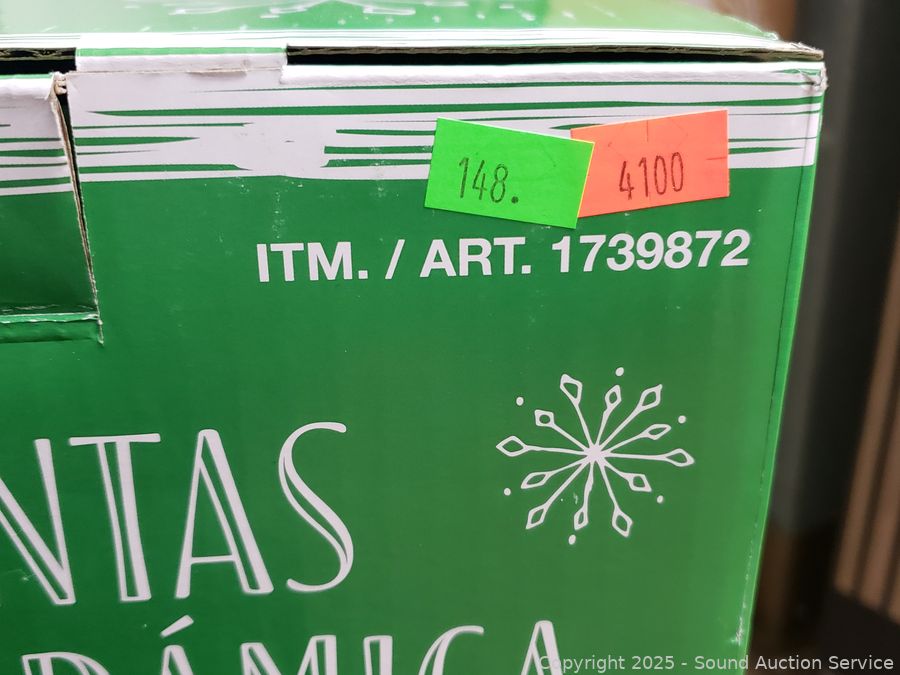 148.
4100
ITM. / ART. 1739872
NTAS
RÁMICA
Copyright 2025 - Sound Auction Service